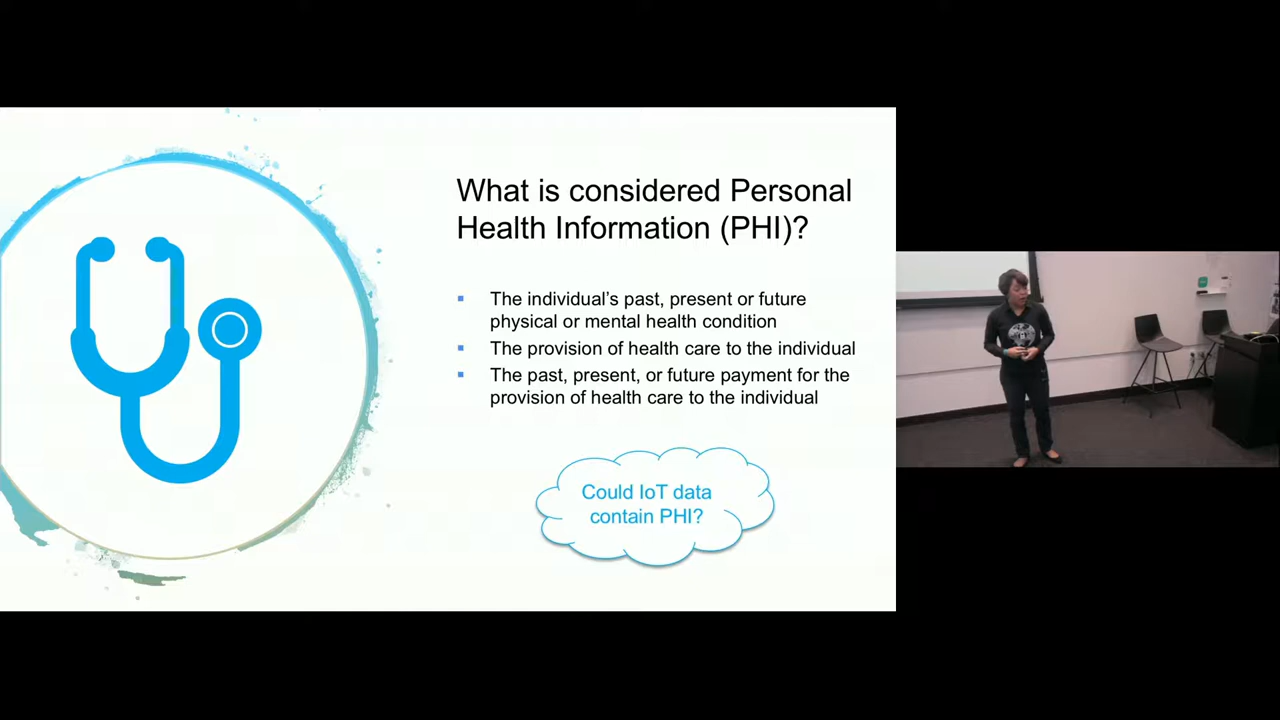 What is considered Personal
Health Information (PHI)?
The individual's past, present or future
physical or mental health condition
The provision of health care to the individual
The past, present, or future payment for the
provision of health care to the individual
Could IoT data
contain PHI?